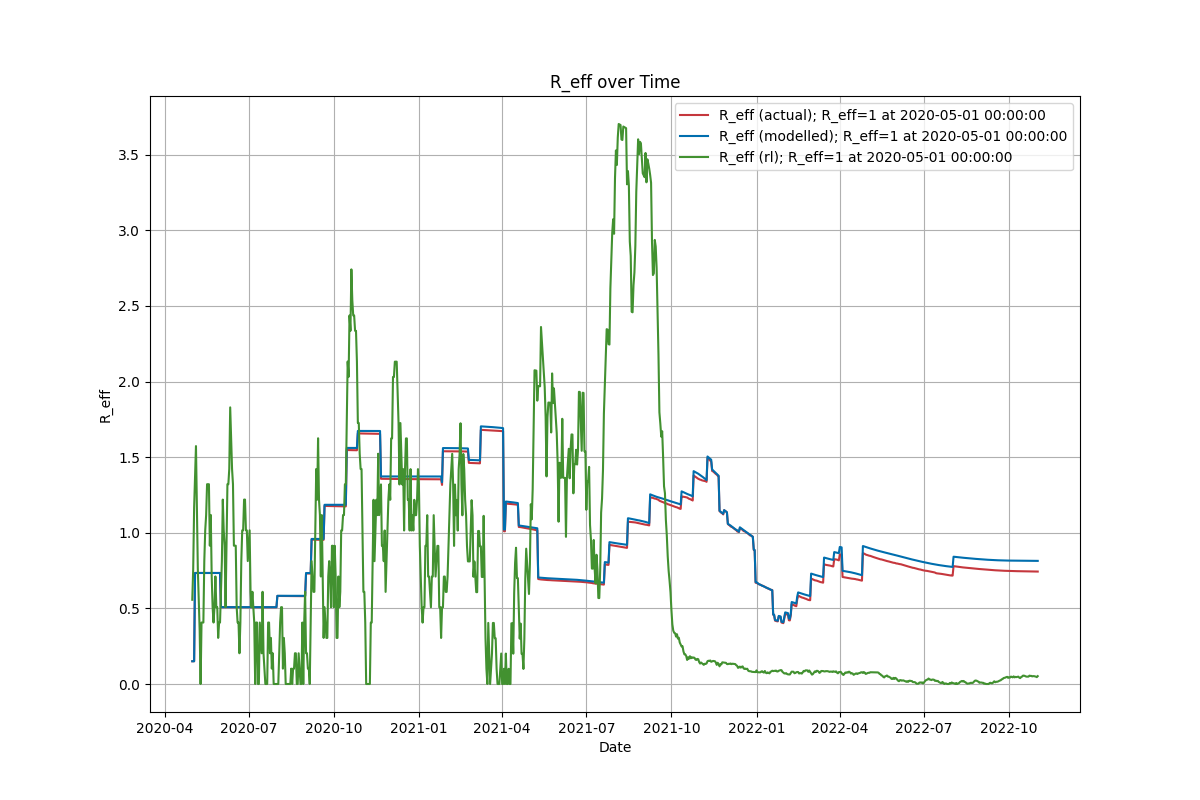 R_eff over Time
R_eff (actual); R_eff=1 at 2020-05-01 00:00:00
R_eff (modelled); R_eff=1 at 2020-05-01 00:00:00
R_eff (rl); R_eff=1 at 2020-05-01 00:00:00
3.5
3.0
2.5
2.0
1.5
1.0
0.5
0.0
R_eff
2020-04 2020-07 2020-10 2021-01 2021-04 2021-07 2021-10 2022-01 2022-04 2022-07 2022-10
Date